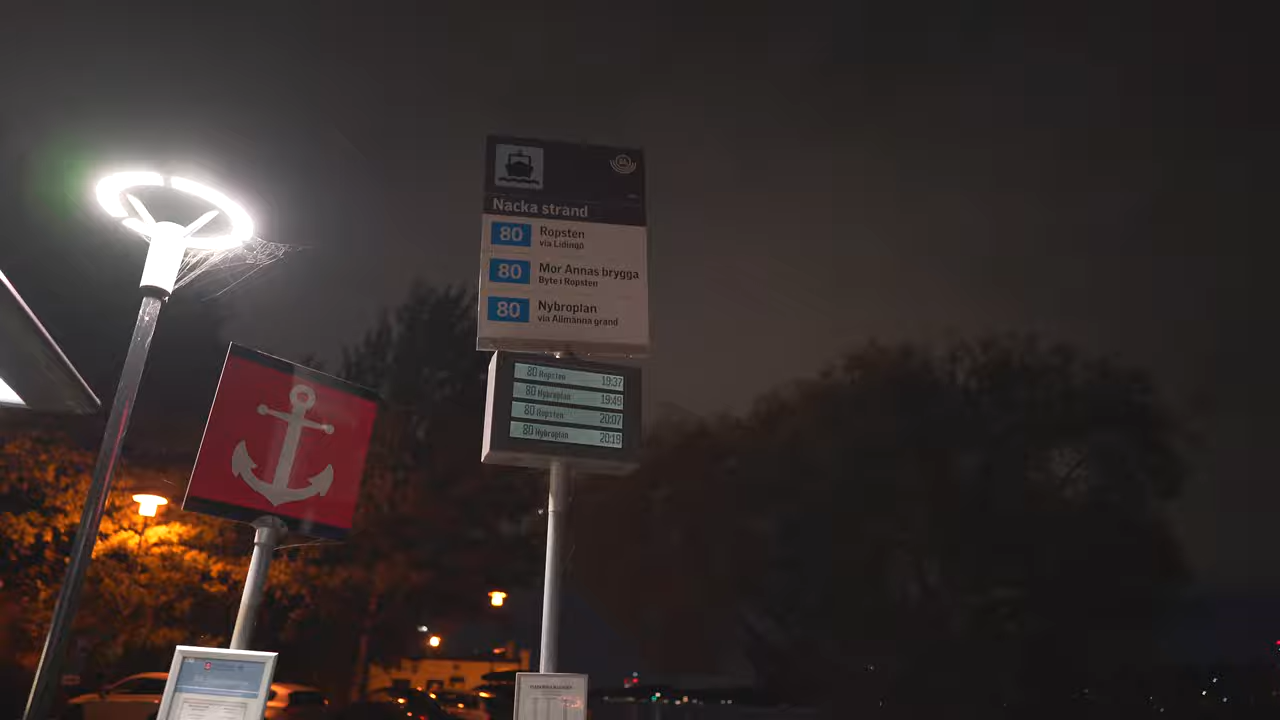 Nacka strand
80 Ropsten
via Lidingö
80 Mor Annas brygga
Byte i Ropsten
80 Nybroplan
via Allmänna gränd
80 Ropsten 19:37
80 Nybroplan 19:49
80 Ropsten 20:07
80 Nybroplan 20:19